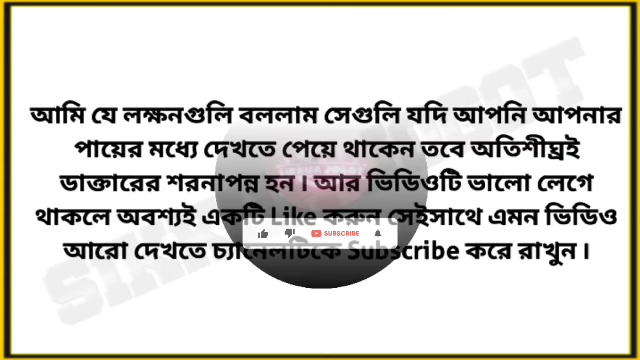 আমি যে লক্ষনগুলি বললাম সেগুলি যদি আপনি আপনার
পায়ের মধ্যে দেখতে পেয়ে থাকেন তবে অতিশীঘ্রই
ডাক্তারের শরনাপন্ন হন। আর ভিডিওটি ভালো লেগে
থাকলে অবশ্যই একটি Like করুন সেইসাথে এমন ভিডিও
SUBSCRIBE
আরো দেখতে চ্যানেলটিকে Subscribe করে রাখুন।